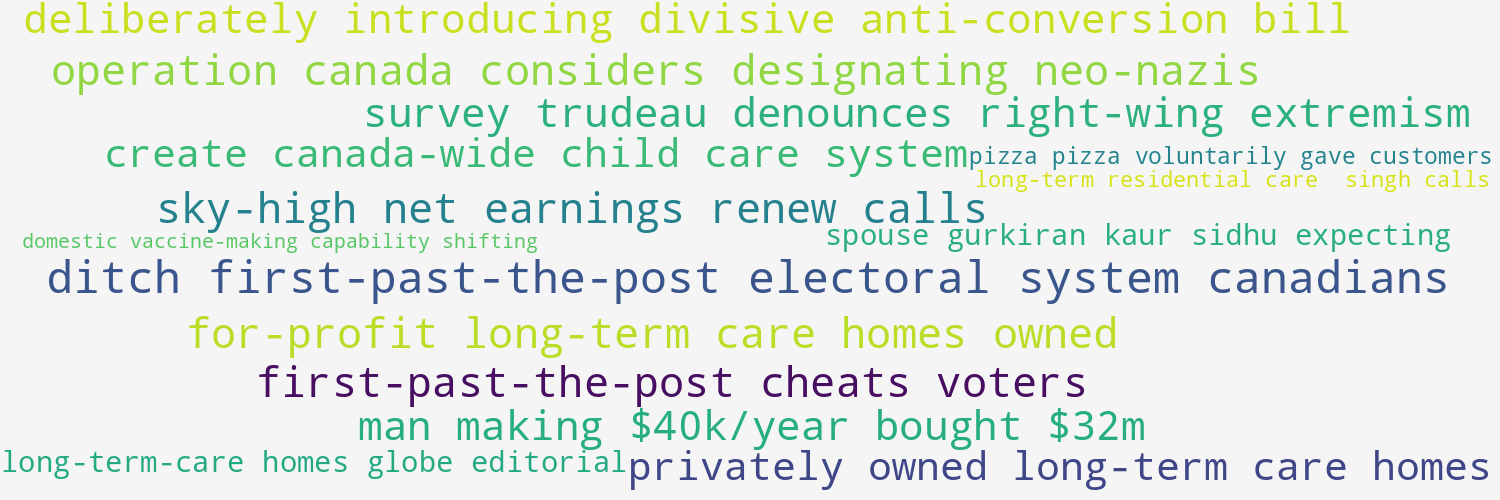 deliberately introducing divisive anti-conversion bill
operation canada considers designating neo-nazis
survey trudeau denounces right-wing extremism
create canada-wide child care system
pizza pizza voluntarily gave customers
long-term residential care  singh calls
sky-high net earnings renew calls
spouse gurkiran kaur sidhu expecting
domestic vaccine-making capability shifting
ditch first-past-the-post electoral system canadians
for-profit long-term care homes owned
first-past-the-post cheats voters
man making $40k/year bought $32m
long-term-care homes globe editorial
privately owned long-term care homes